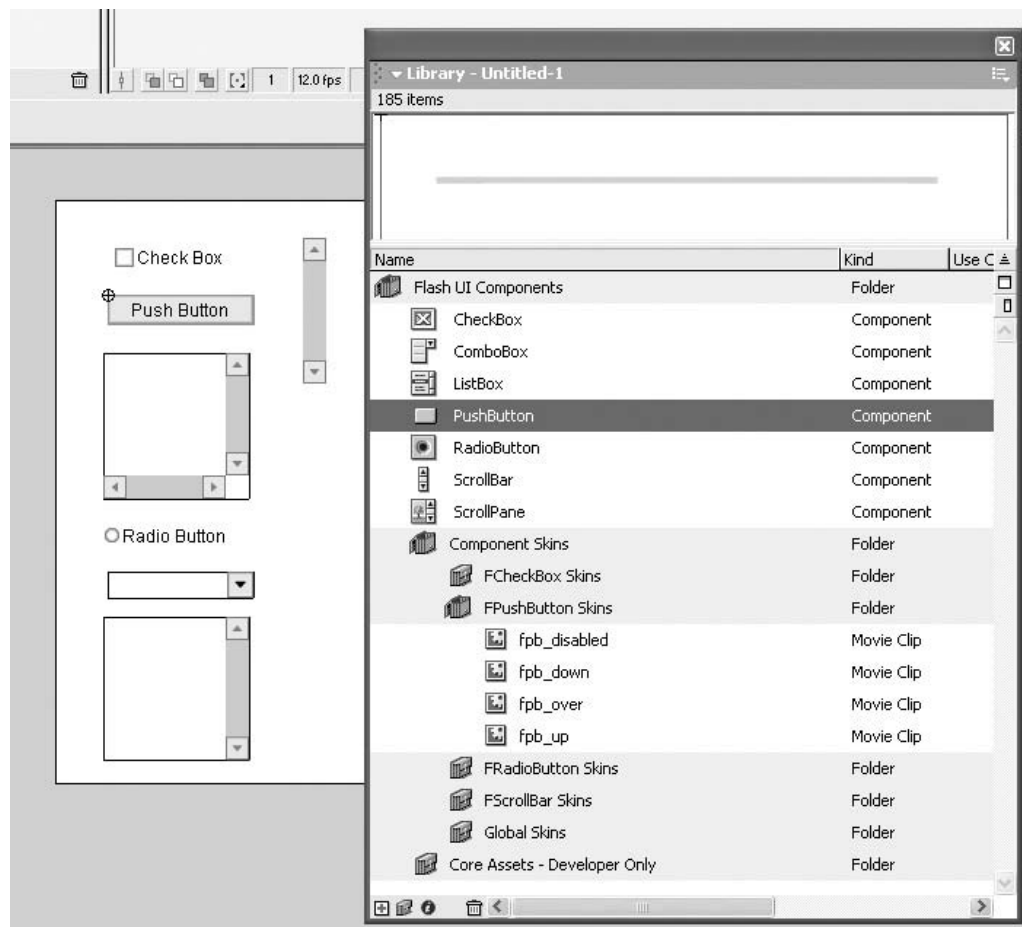 1 12.0 fps
Library - Untitled-1
185 items
Check Box
Push Button
Radio Button
Name Kind Use C
Flash UI Components Folder
CheckBox Component
ComboBox Component
ListBox Component
PushButton Component
RadioButton Component
ScrollBar Component
ScrollPane Component
Component Skins Folder
FCheckBox Skins Folder
FPushButton Skins Folder
fpb_disabled Movie Clip
fpb_down Movie Clip
fpb_over Movie Clip
fpb_up Movie Clip
FRadioButton Skins Folder
FScrollBar Skins Folder
Global Skins Folder
Core Assets - Developer Only Folder